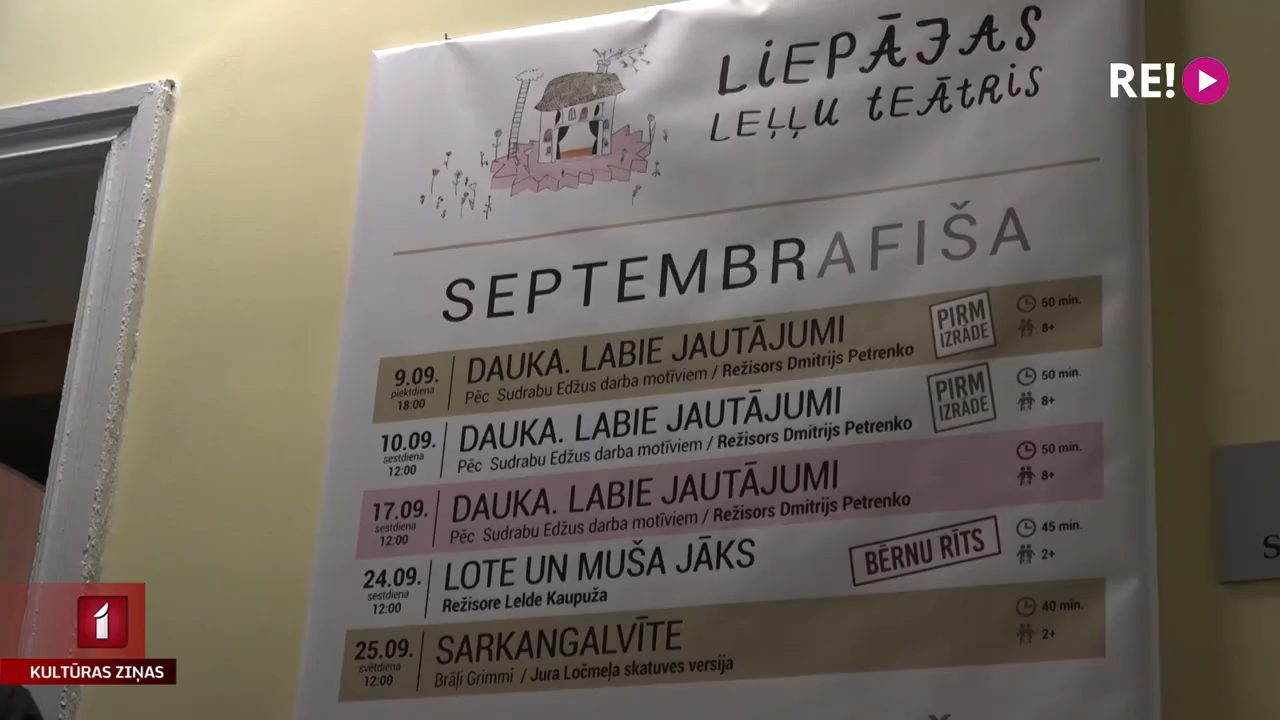 RE!
LiEPĀJAS
LEĻĻU tEĀtRiS
SEPTEMBRAFIŠA
9.09.
piektdiena
18:00
DAUKA. LABIE JAUTĀJUMI
Pēc Sudrabu Edžus darba motīviem / Režisors Dmitrijs Petrenko
PIRM
IZRĀDE
50 min.
8+
10.09.
sestdiena
12:00
DAUKA. LABIE JAUTĀJUMI
Pēc Sudrabu Edžus darba motīviem / Režisors Dmitrijs Petrenko
PIRM
IZRĀDE
50 min.
8+
17.09.
sestdiena
12:00
DAUKA. LABIE JAUTĀJUMI
Pēc Sudrabu Edžus darba motīviem / Režisors Dmitrijs Petrenko
50 min.
8+
24.09.
sestdiena
12:00
LOTE UN MUŠA JĀKS
Režisore Lelde Kaupuža
BĒRNU RĪTS
45 min.
2+
25.09.
svētdiena
12:00
SARKANGALVĪTE
Brāļi Grimmi / Jura Ločmeļa skatuves versija
40 min.
2+
1
KULTŪRAS ZIŅAS